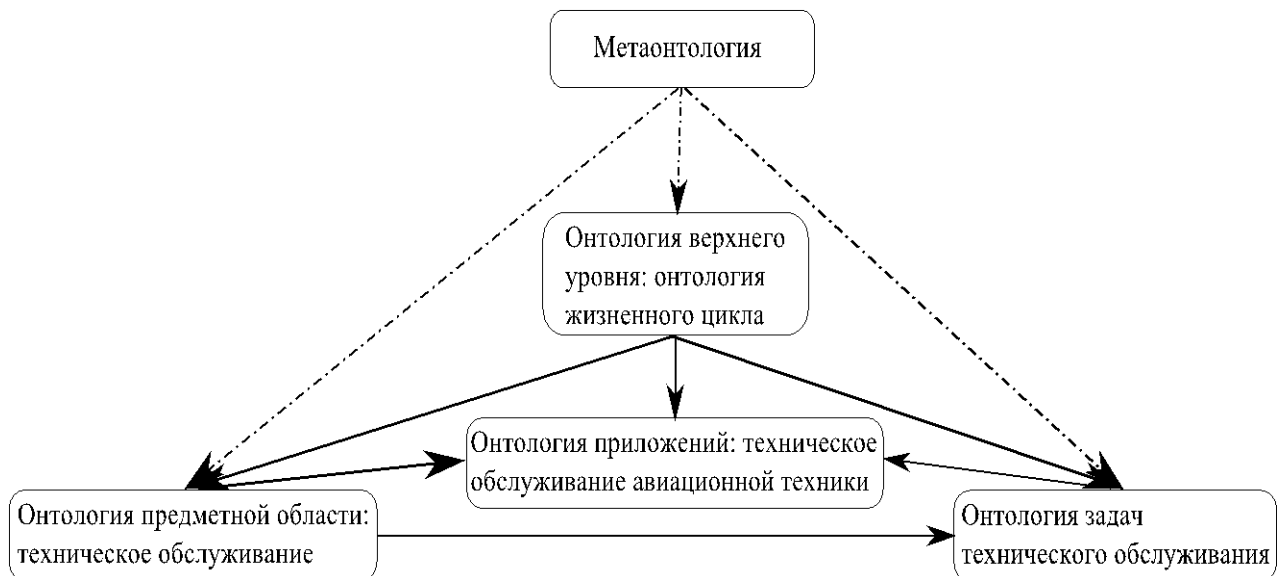 Метаонтология
Онтология верхнего
уровня: онтология
жизненного цикла
Онтология приложений: техническое
обслуживание авиационной техники
Онтология предметной области:
техническое обслуживание
Онтология задач
технического обслуживания